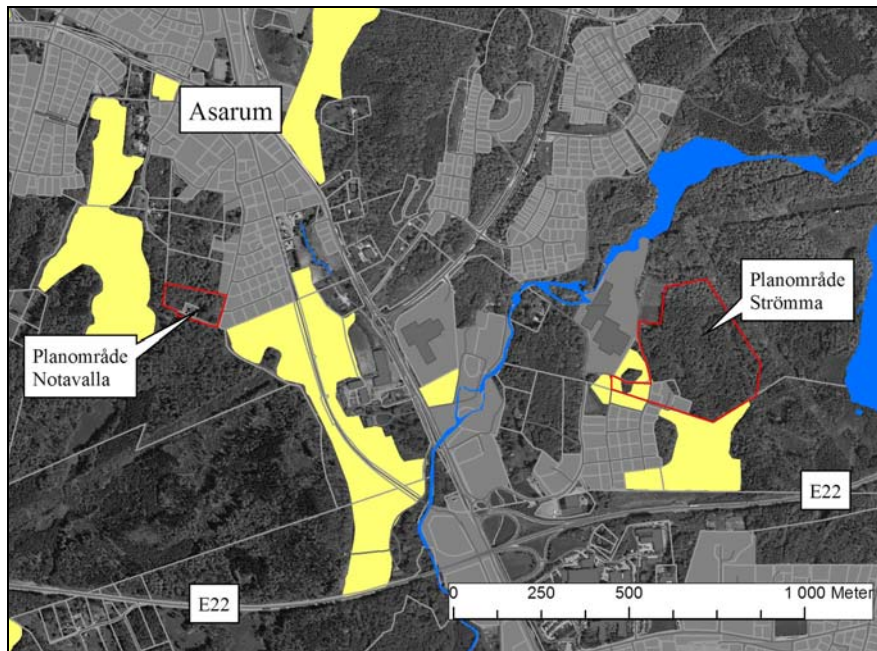 Asarum
Planområde
Strömma
Planområde
Notavalla
E22
E22
0 250 500 1 000 Meter